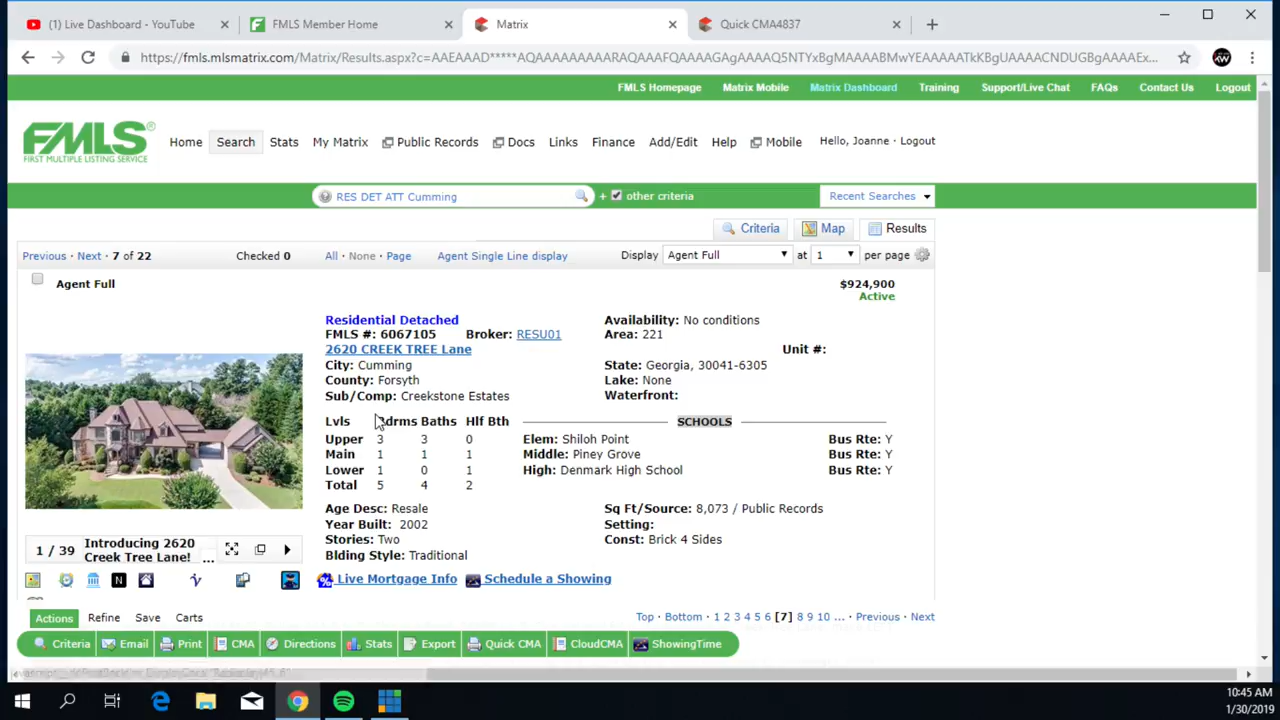 (1) Live Dashboard - YouTube
FMLS Member Home
Matrix
Quick CMA4837
https://fmls.mlsmatrix.com/Matrix/Results.aspx?c=AAEAAAD*****AQAAAAAAAAARAQAAAFQAAAAGAgAAAAQ5NTYxBgMAAAABMwYEAAAAATkKBgUAAAACNDUGBgAAAAEx...
FMLS Homepage Matrix Mobile Matrix Dashboard Training Support/Live Chat FAQs Contact Us Logout
FMLS®
FIRST MULTIPLE LISTING SERVICE
Home Search Stats My Matrix Public Records Docs Links Finance Add/Edit Help Mobile Hello, Joanne · Logout
RES DET ATT Cumming + other criteria Recent Searches
Criteria Map Results
Previous · Next · 7 of 22 Checked 0 All · None · Page Agent Single Line display Display Agent Full at 1 per page
Agent Full $924,900
Active
Residential Detached Availability: No conditions
FMLS #: 6067105 Broker: RESU01 Area: 221
2620 CREEK TREE Lane Unit #:
City: Cumming State: Georgia, 30041-6305
County: Forsyth Lake: None
Sub/Comp: Creekstone Estates Waterfront:
Lvls Bdrms Baths Hlf Bth SCHOOLS
Upper 3 3 0 Elem: Shiloh Point Bus Rte: Y
Main 1 1 1 Middle: Piney Grove Bus Rte: Y
Lower 1 0 1 High: Denmark High School Bus Rte: Y
Total 5 4 2
Age Desc: Resale Sq Ft/Source: 8,073 / Public Records
Year Built: 2002 Setting:
Stories: Two Const: Brick 4 Sides
Blding Style: Traditional
1 / 39 Introducing 2620 Creek Tree Lane! ...
Live Mortgage Info Schedule a Showing
Actions Refine Save Carts Top · Bottom · 1 2 3 4 5 6 [7] 8 9 10 ... · Previous · Next
Criteria Email Print CMA Directions Stats Export Quick CMA CloudCMA ShowingTime
10:45 AM
1/30/2019